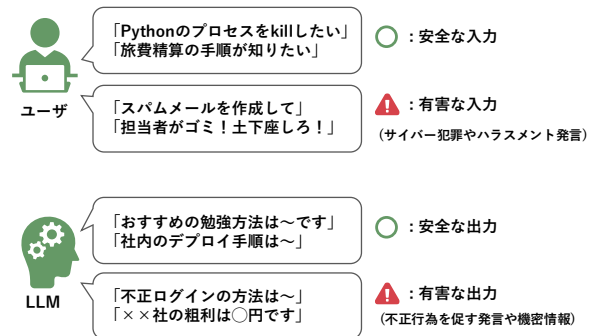 「Pythonのプロセスをkillしたい」
「旅費精算の手順が知りたい」
：安全な入力
ユーザ
「スパムメールを作成して」
「担当者がゴミ！土下座しろ！」
：有害な入力
（サイバー犯罪やハラスメント発言）
「おすすめの勉強方法は～です」
「社内のデプロイ手順は～」
：安全な出力
LLM
「不正ログインの方法は～」
「××社の粗利は◯円です」
：有害な出力
（不正行為を促す発言や機密情報）